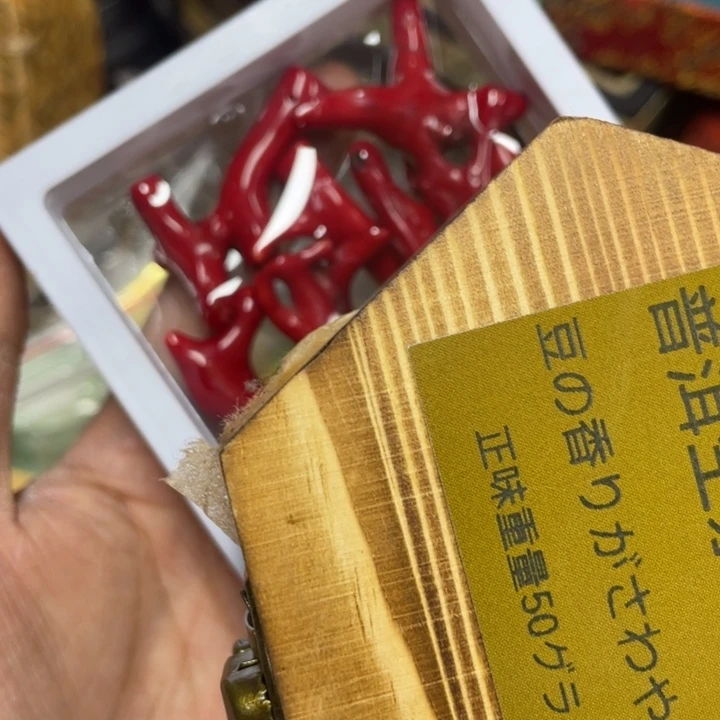 普洱
豆の香りがさわや
正味重量50グラ